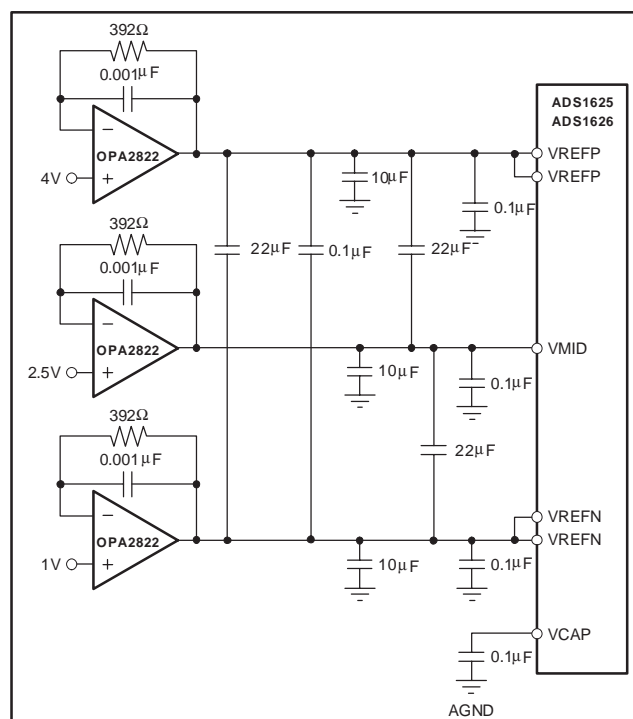 392Ω
0.001μF
OPA2822
4V
ADS1625
ADS1626
VREFP
VREFP
10μF
0.1μF
392Ω
0.001μF
22μF
0.1μF
22μF
OPA2822
2.5V
VMID
10μF
0.1μF
392Ω
0.001μF
22μF
OPA2822
1V
VREFN
VREFN
10μF
0.1μF
VCAP
0.1μF
AGND